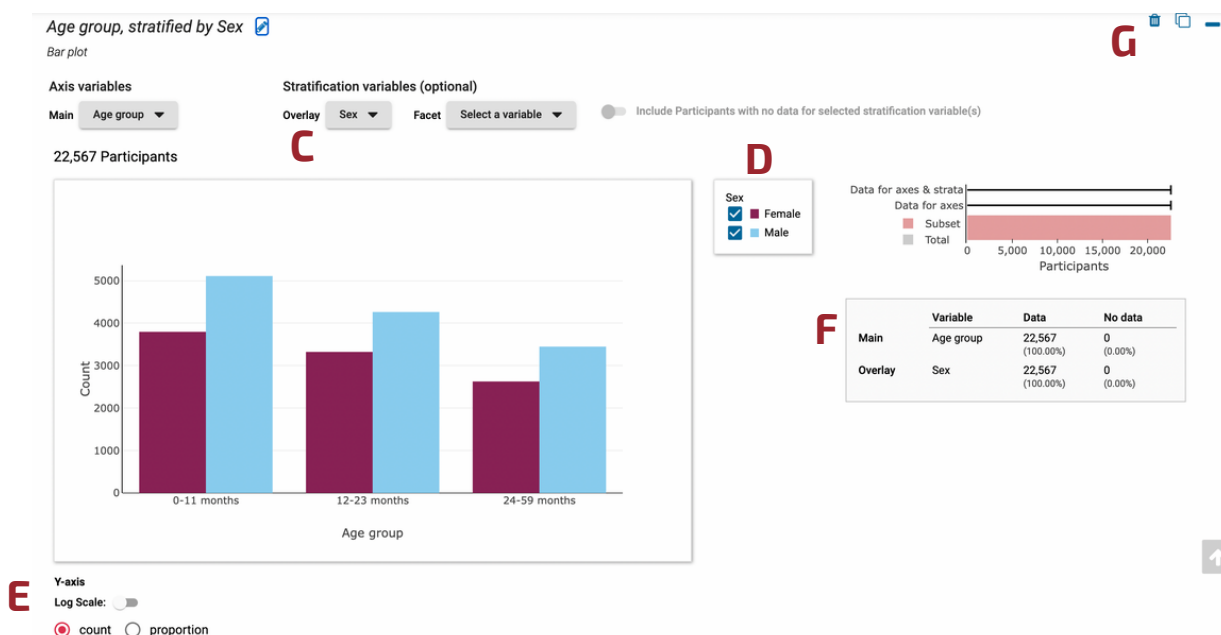 Age group, stratified by Sex
G
Bar plot
Axis variables
Stratification variables (optional)
Main Age group
Overlay Sex
Facet Select a variable
Include Participants with no data for selected stratification variable(s)
C
D
22,567 Participants
Sex
Female
Male
Data for axes & strata
Data for axes
Subset
Total
0 5,000 10,000 15,000 20,000
Participants
5000
4000
3000
2000
1000
0
Count
0-11 months 12-23 months 24-59 months
Age group
F
Variable Data No data
Main Age group 22,567 0
(100.00%) (0.00%)
Overlay Sex 22,567 0
(100.00%) (0.00%)
E
Y-axis
Log Scale:
count proportion